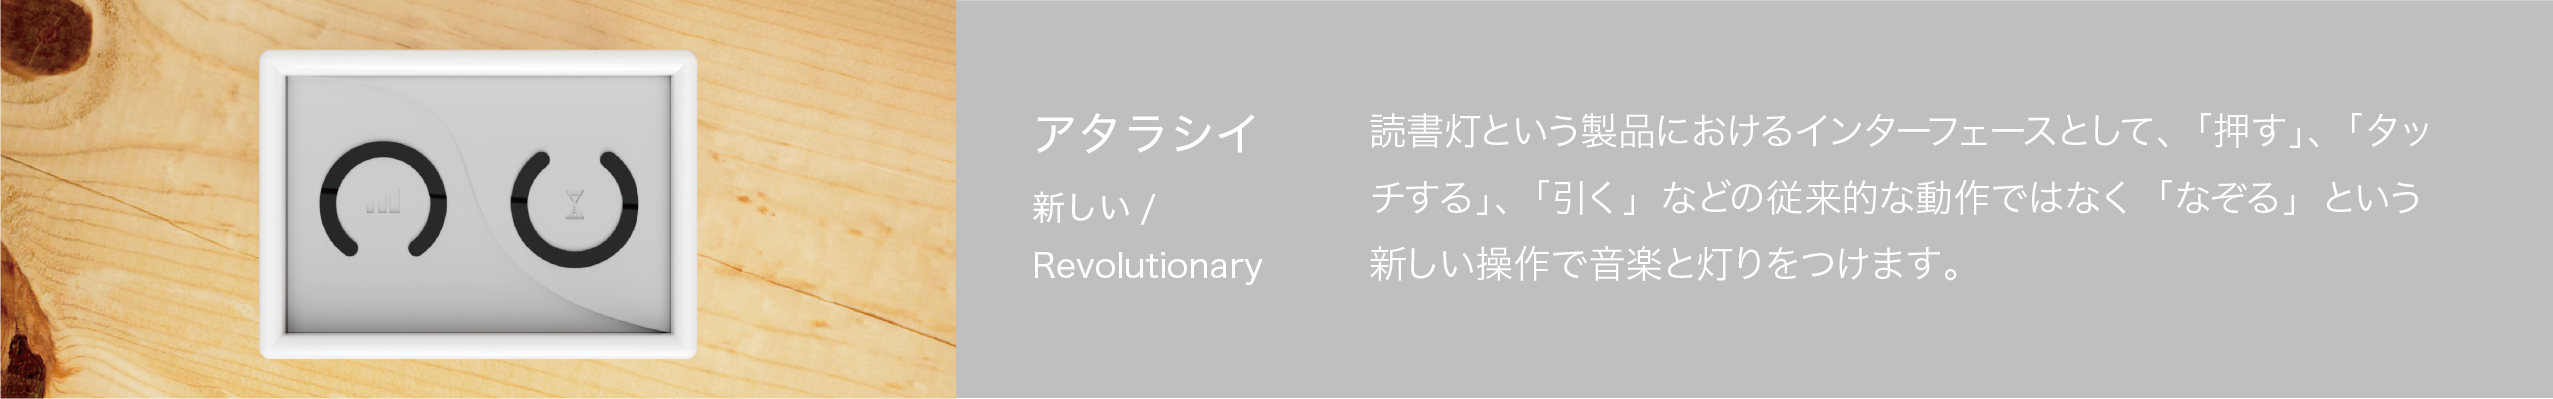 アタラシイ
新しい /
Revolutionary
読書灯という製品におけるインターフェースとして、「押す」、「タッ
チする」、「引く」などの従来的な動作ではなく「なぞる」という
新しい操作で音楽と灯りをつけます。